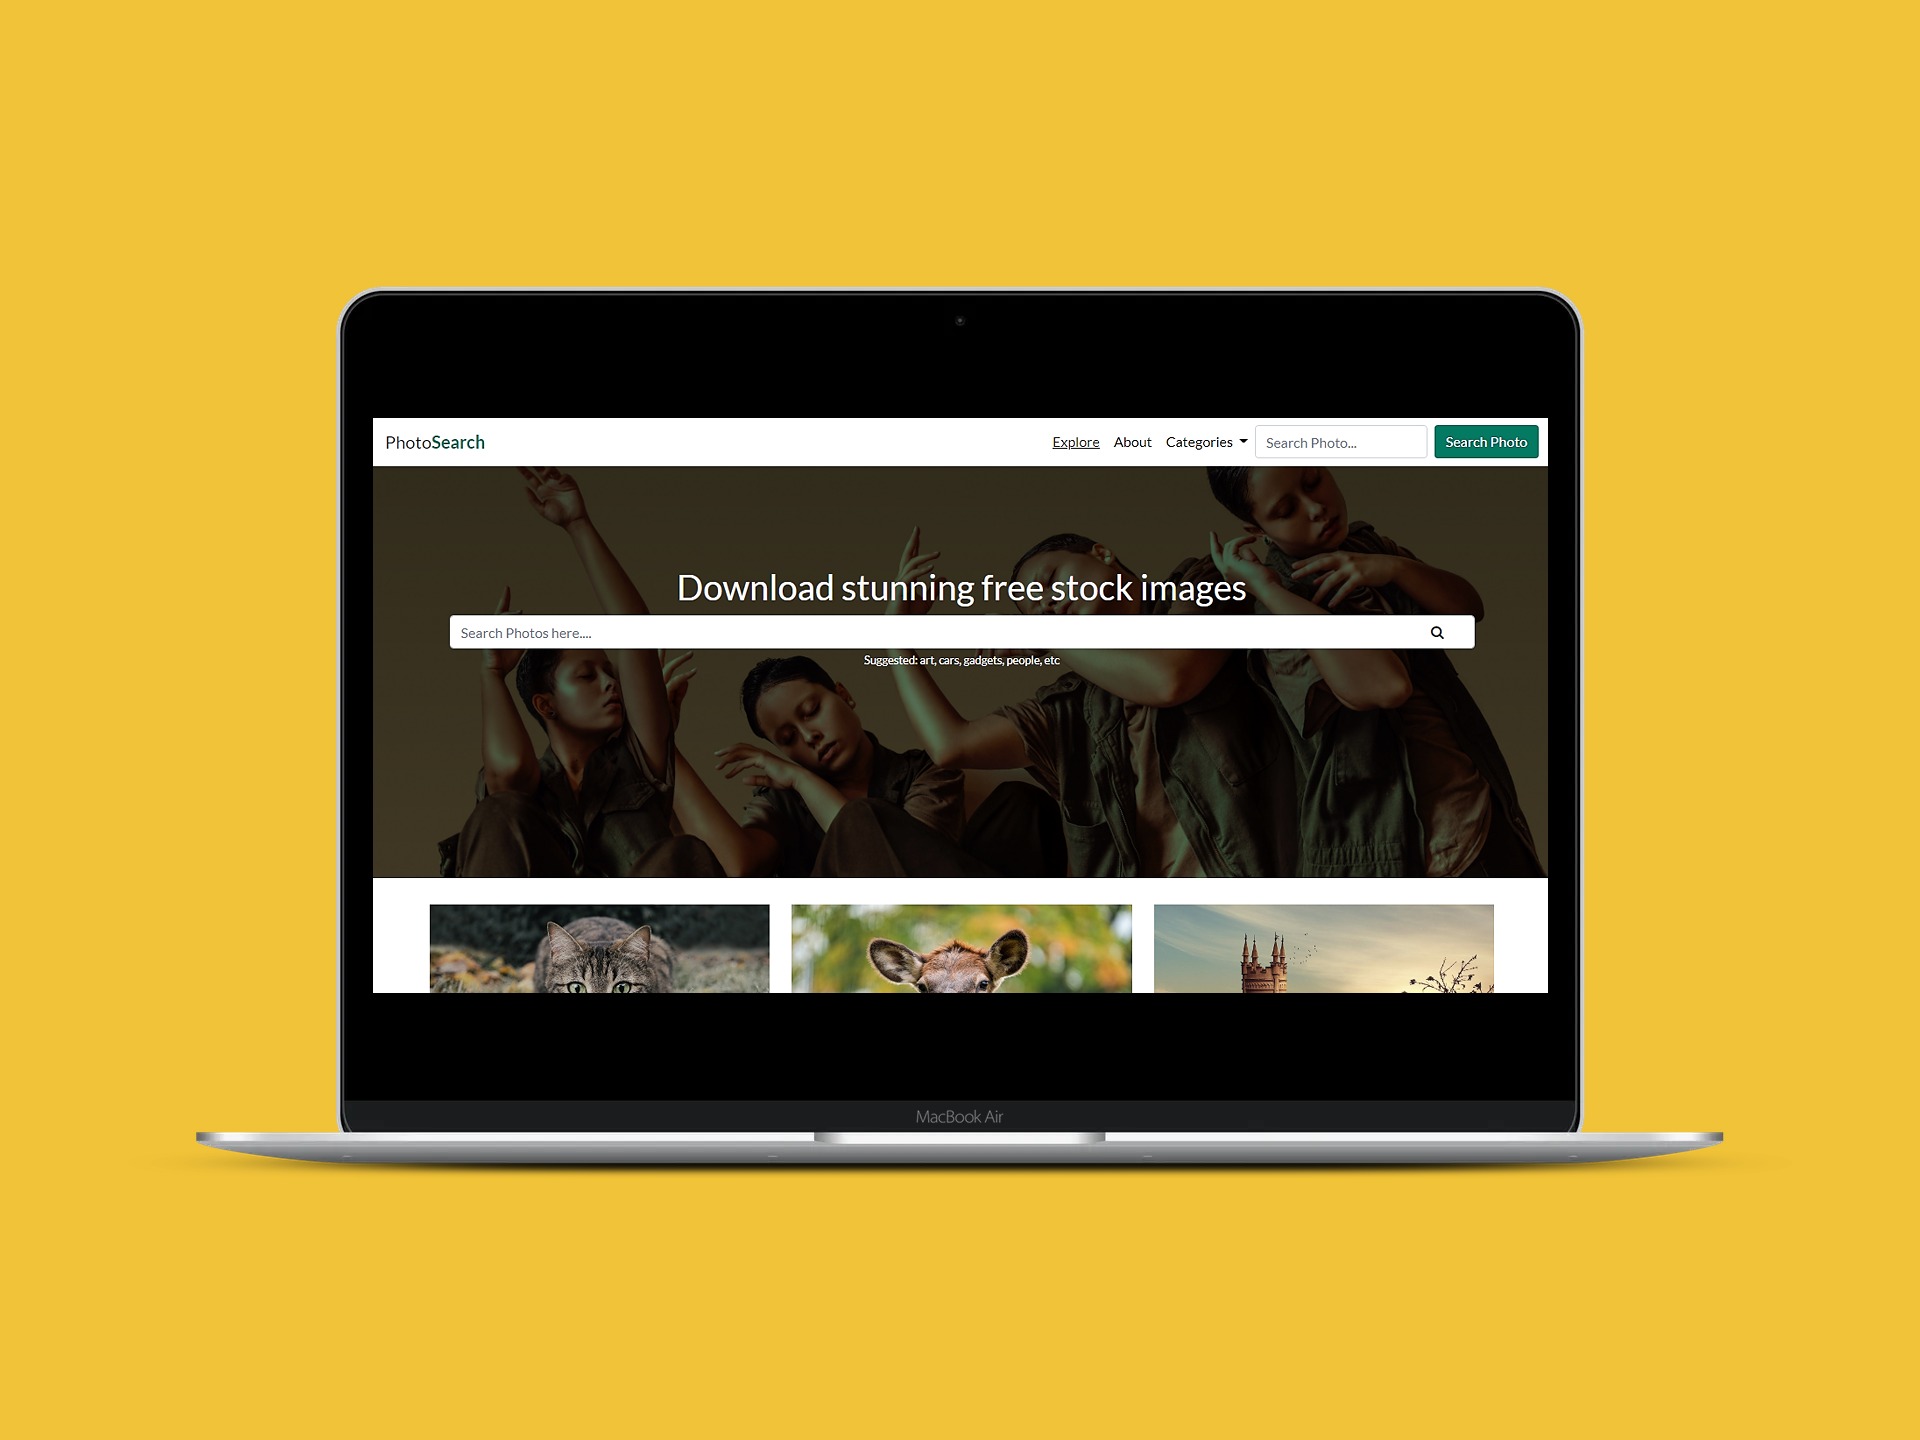 PhotoSearch
Explore About Categories Search Photo... Search Photo
Download stunning free stock images
Search Photos here....
Suggested: art, cars, gadgets, people, etc
MacBook Air